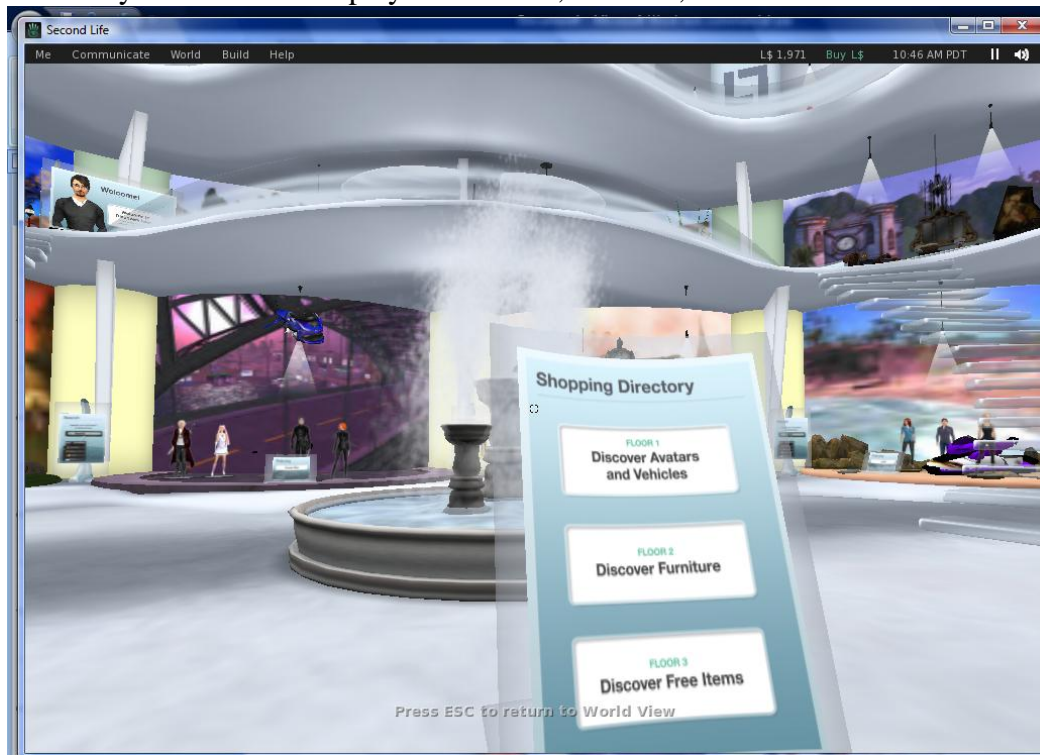 Second Life
Me Communicate World Build Help L$ 1,971 Buy L$ 10:46 AM PDT
Welcome!
Shopping Directory
FLOOR 1
Discover Avatars
and Vehicles
FLOOR 2
Discover Furniture
FLOOR 3
Discover Free Items
Press ESC to return to World View